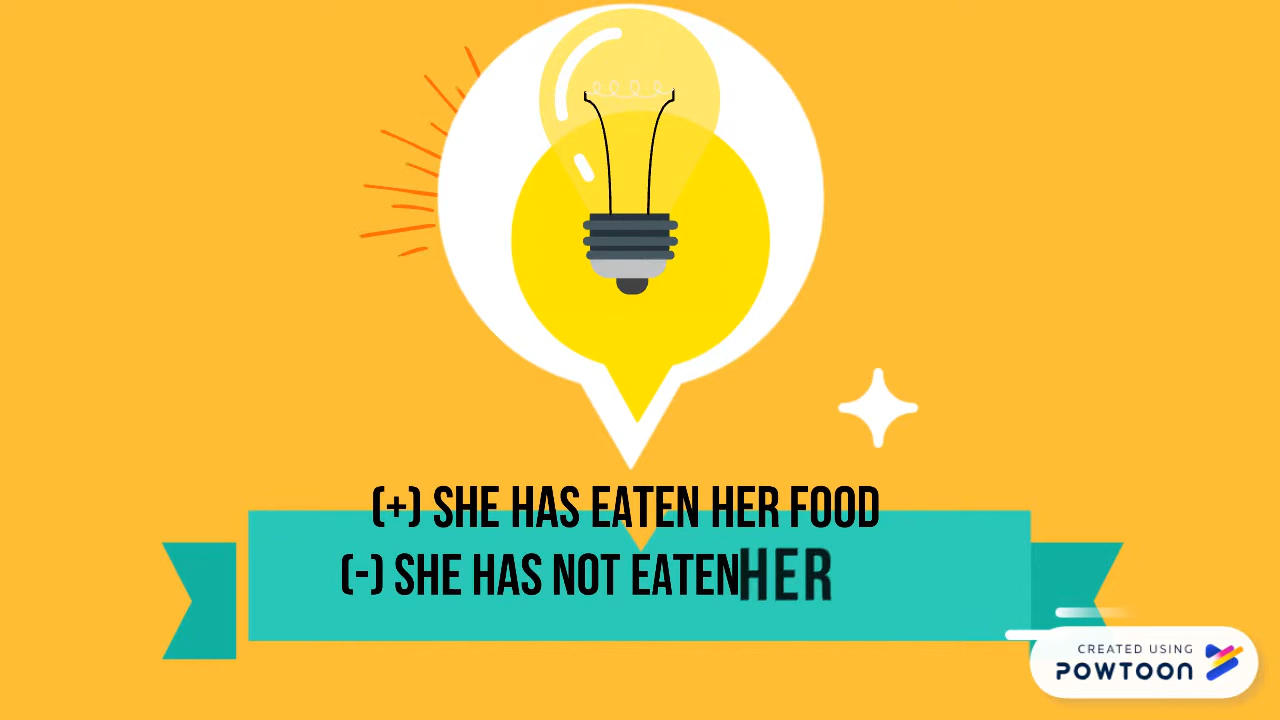 (+) SHE HAS EATEN HER FOOD
(-) SHE HAS NOT EATEN HER
CREATED USING
POWTOON